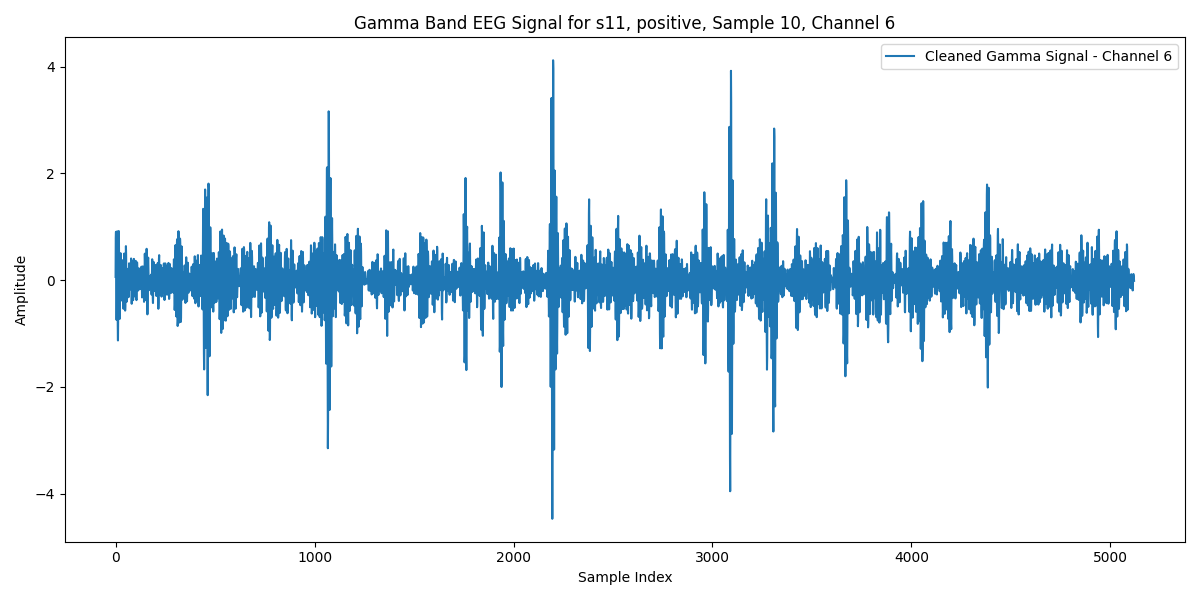 Gamma Band EEG Signal for s11, positive, Sample 10, Channel 6
Cleaned Gamma Signal - Channel 6
Amplitude
4
2
0
−2
−4
0 1000 2000 3000 4000 5000
Sample Index